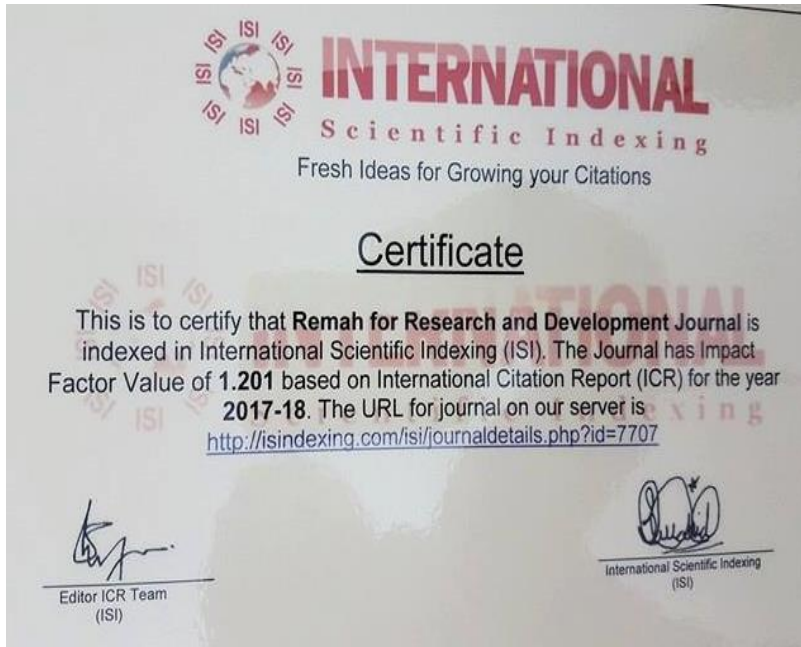 ISI ISI ISI ISI ISI ISI ISI ISI ISI
INTERNATIONAL
Scientific Indexing
Fresh Ideas for Growing your Citations
Certificate
This is to certify that Remah for Research and Development Journal is
indexed in International Scientific Indexing (ISI). The Journal has Impact
Factor Value of 1.201 based on International Citation Report (ICR) for the year
2017-18. The URL for journal on our server is
http://isindexing.com/isi/journaldetails.php?id=7707
Editor ICR Team
(ISI)
International Scientific Indexing
(ISI)